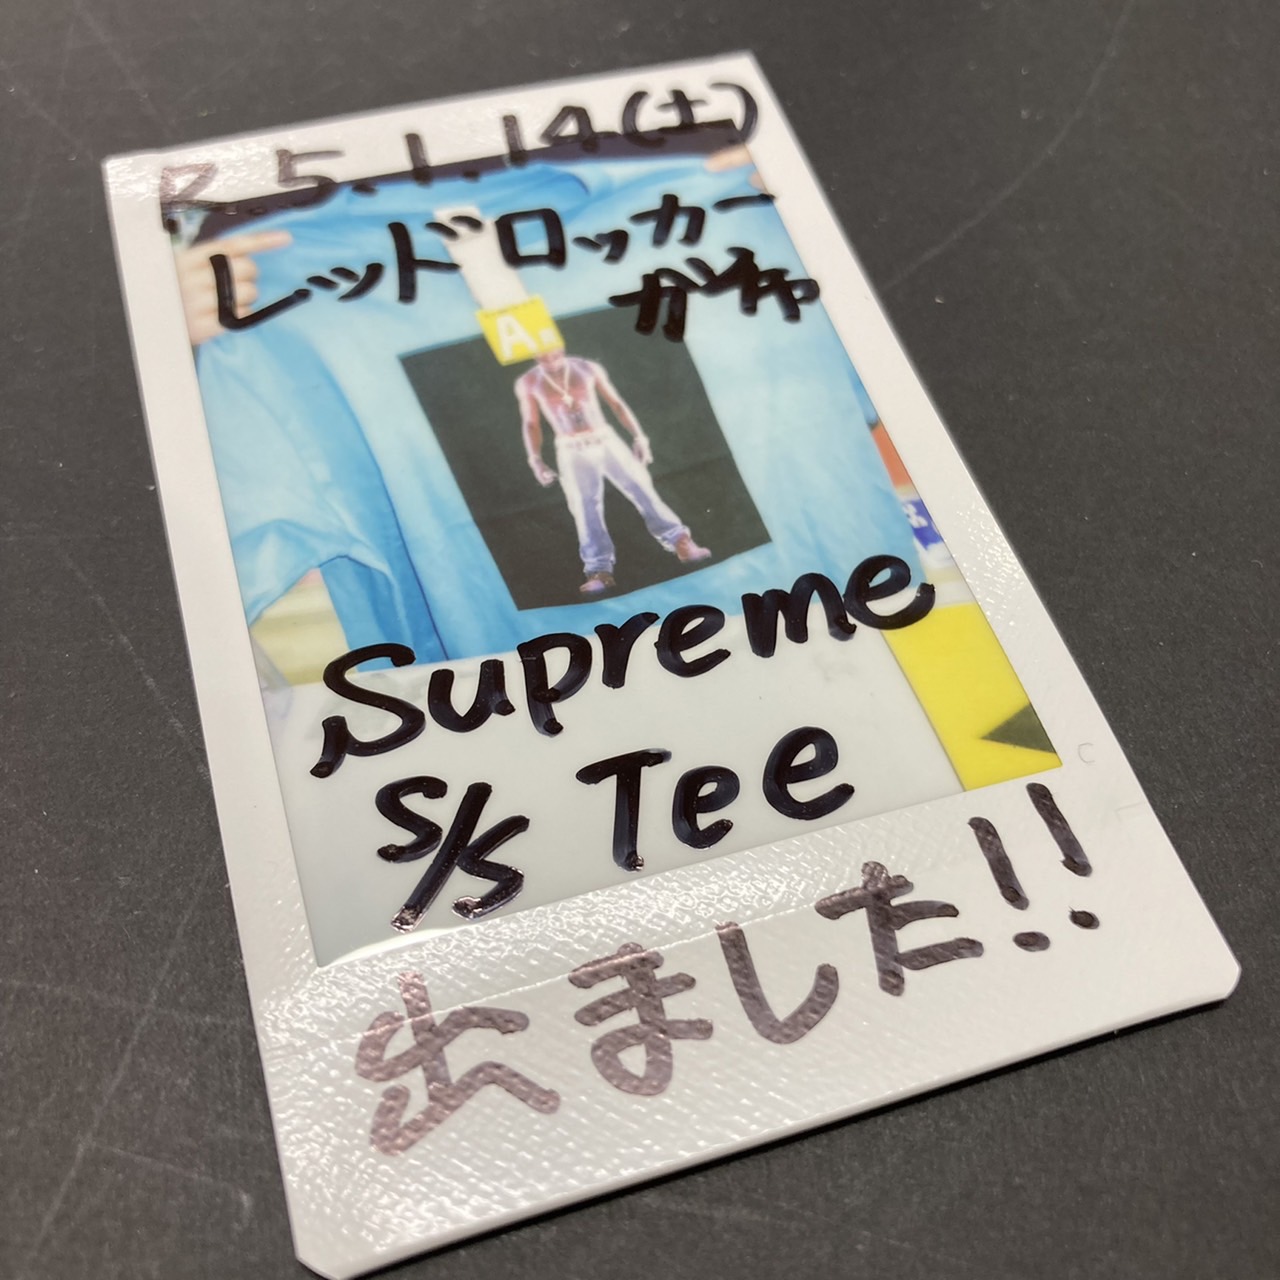 R.5.1.14(土)
レッドロッカー
ガチャ
A.
Supreme
S/S Tee
出ました!!